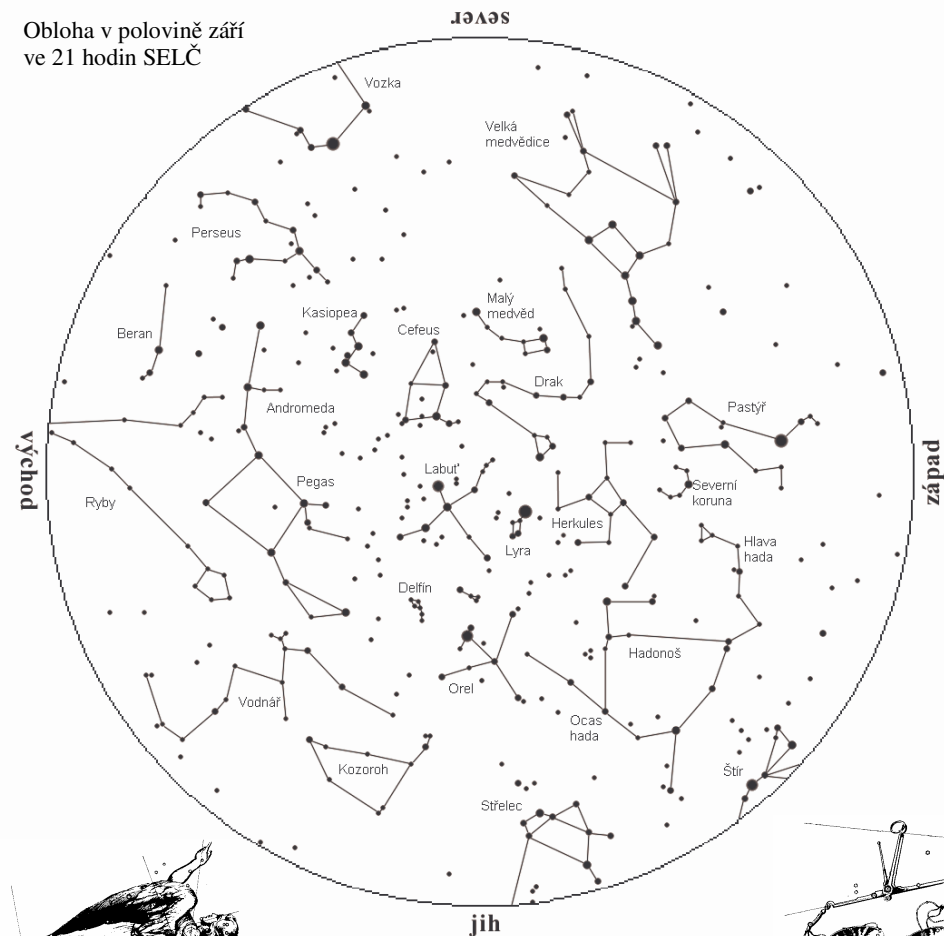 Obloha v polovině září
ve 21 hodin SELČ
sever
Vozka
Velká
medvědice
Perseus
Kasiopea
Malý
medvěd
Beran
Cefeus
Drak
Andromeda
Pastýř
východ
západ
Labuť
Pegas
Ryby
Severní
koruna
Herkules
Lyra
Hlava
hada
Delfín
Hadonoš
Orel
Vodnář
Ocas
hada
Kozoroh
Štír
Střelec
jih